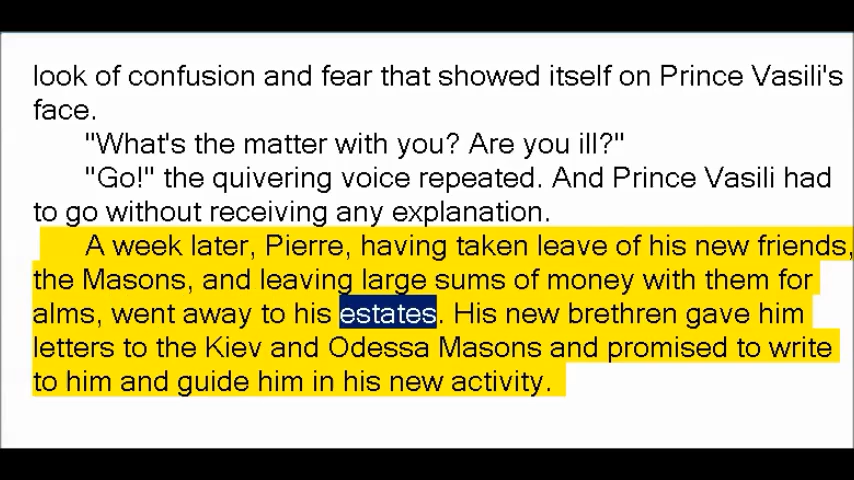 look of confusion and fear that showed itself on Prince Vasili's
face.
"What's the matter with you? Are you ill?"
"Go!" the quivering voice repeated. And Prince Vasili had
to go without receiving any explanation.
A week later, Pierre, having taken leave of his new friends,
the Masons, and leaving large sums of money with them for
alms, went away to his estates. His new brethren gave him
letters to the Kiev and Odessa Masons and promised to write
to him and guide him in his new activity.